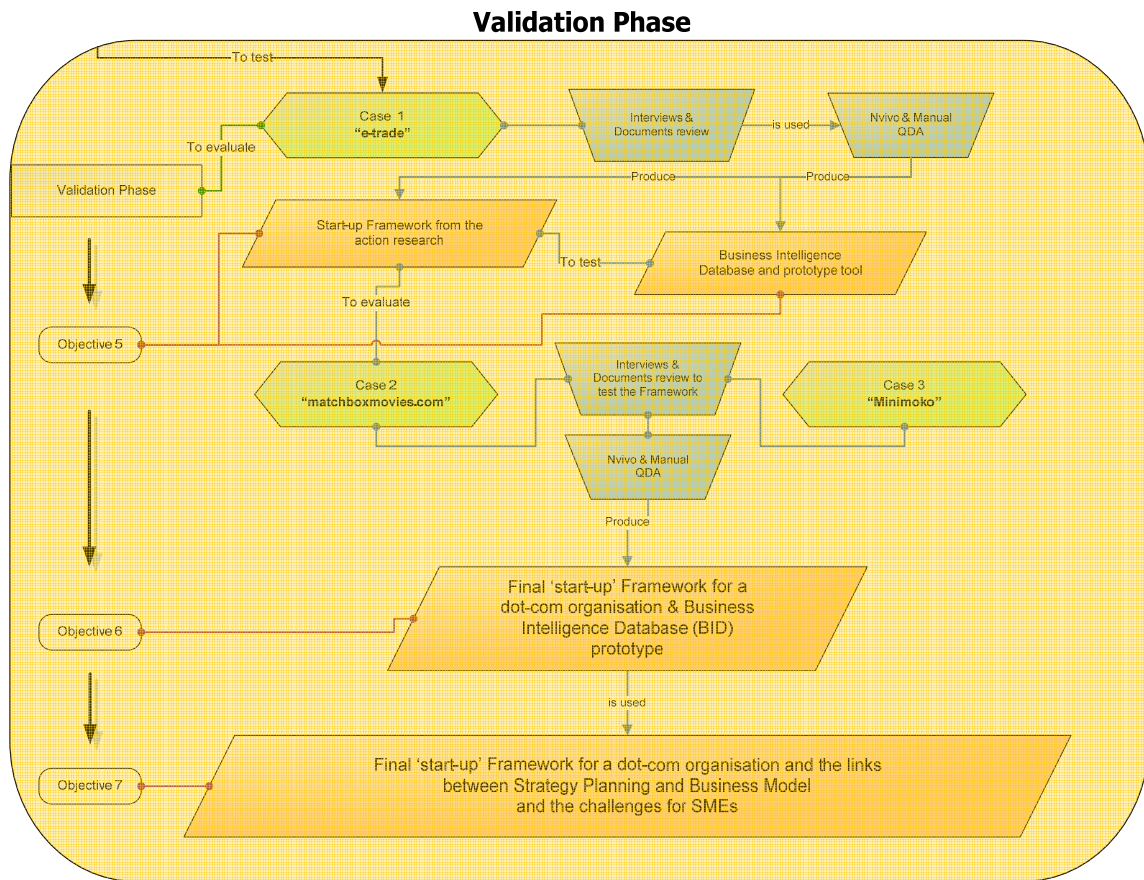 Validation Phase
To test
Case 1
“e-trade”
Interviews &
Documents review
is used
Nvivo & Manual
QDA
To evaluate
Validation Phase
Produce
Produce
Start-up Framework from the
action research
To test
Business Intelligence
Database and prototype tool
To evaluate
Objective 5
Case 2
“matchboxmovies.com”
Interviews &
Documents review to
test the Framework
Case 3
“Minimoko”
Nvivo & Manual
QDA
Produce
Final ‘start-up’ Framework for a
dot-com organisation & Business
Intelligence Database (BID)
prototype
Objective 6
is used
Final ‘start-up’ Framework for a dot-com organisation and the links
between Strategy Planning and Business Model
and the challenges for SMEs
Objective 7